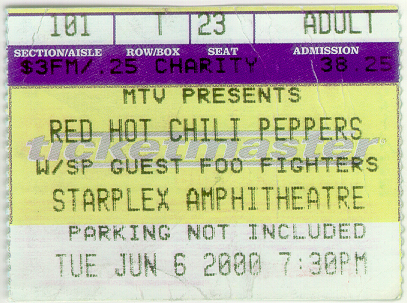 101 T 23 ADULT
SECTION/AISLE ROW/BOX SEAT ADMISSION
$3FM/.25 CHARITY 38.25
MTV PRESENTS
RED HOT CHILI PEPPERS
ticketmaster
W/SP GUEST FOO FIGHTERS
STARPLEX AMPHITHEATRE
PARKING NOT INCLUDED
TUE JUN 6 2000 7:30PM